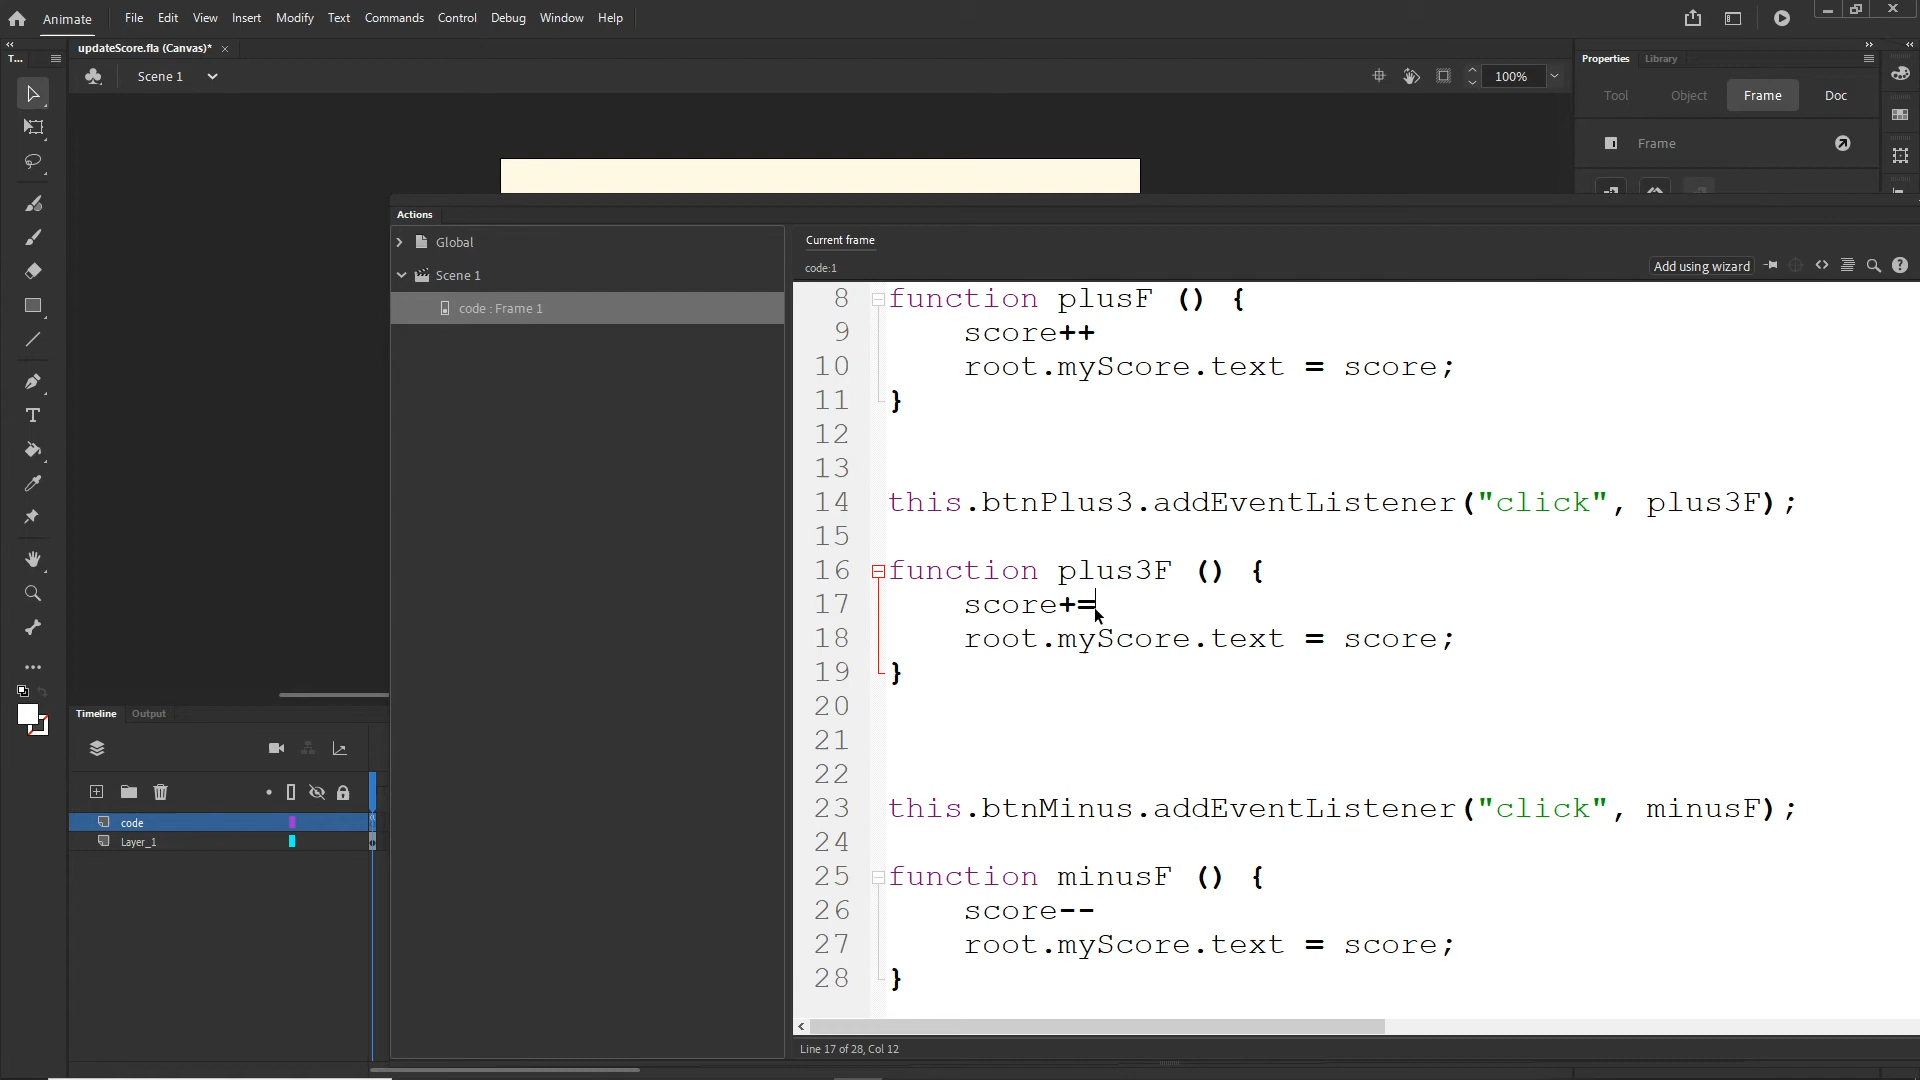 Animate File Edit View Insert Modify Text Commands Control Debug Window Help
updateScore.fla (Canvas)*
T...
Scene 1
100%
Properties Library
Tool Object Frame Doc
Frame
Actions
Global
Scene 1
code : Frame 1
Current frame
code:1
Add using wizard
8 function plusF () {
9 score++
10 root.myScore.text = score;
11 }
12
13
14 this.btnPlus3.addEventListener("click", plus3F);
15
16 function plus3F () {
17 score+=
18 root.myScore.text = score;
19 }
20
21
22
23 this.btnMinus.addEventListener("click", minusF);
24
25 function minusF () {
26 score--
27 root.myScore.text = score;
28 }
Line 17 of 28, Col 12
Timeline Output
code
Layer_1